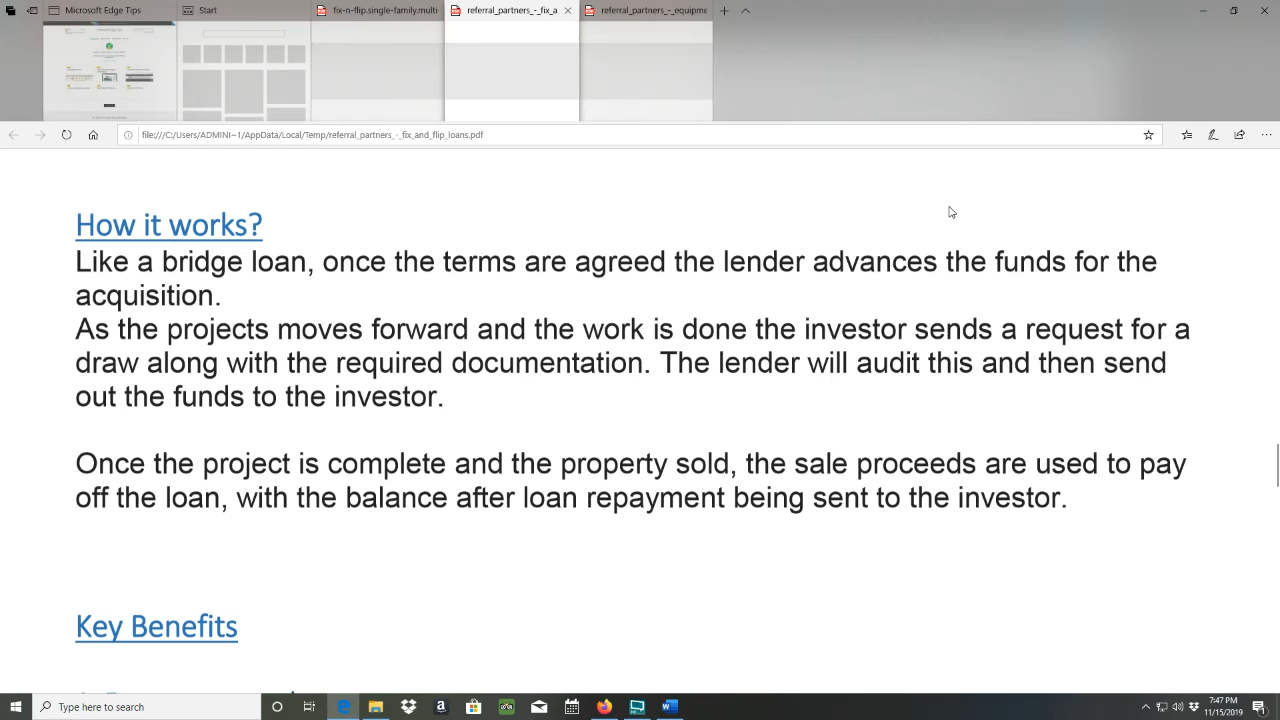 Microsoft Edge Tips
Start
fix-n-flip.single-family.multi-
referral_partners_-_fix_a
referral_partners_-_equipme
file:///C:/Users/ADMINI~1/AppData/Local/Temp/referral_partners_-_fix_and_flip_loans.pdf
How it works?
Like a bridge loan, once the terms are agreed the lender advances the funds for the
acquisition.
As the projects moves forward and the work is done the investor sends a request for a
draw along with the required documentation. The lender will audit this and then send
out the funds to the investor.
Once the project is complete and the property sold, the sale proceeds are used to pay
off the loan, with the balance after loan repayment being sent to the investor.
Key Benefits
Type here to search
7:47 PM
11/15/2019